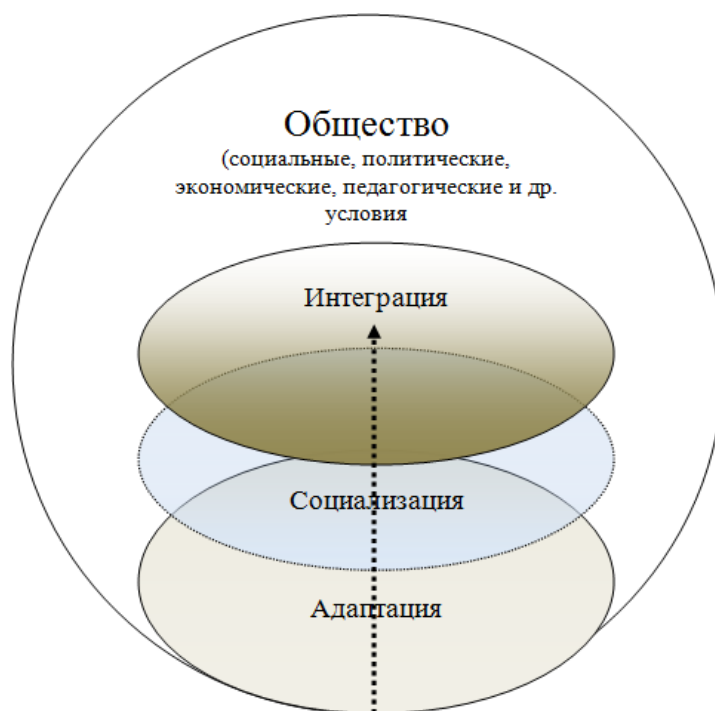 Общество
(социальные, политические,
экономические, педагогические и др.
условия
Интеграция
Социализация
Адаптация